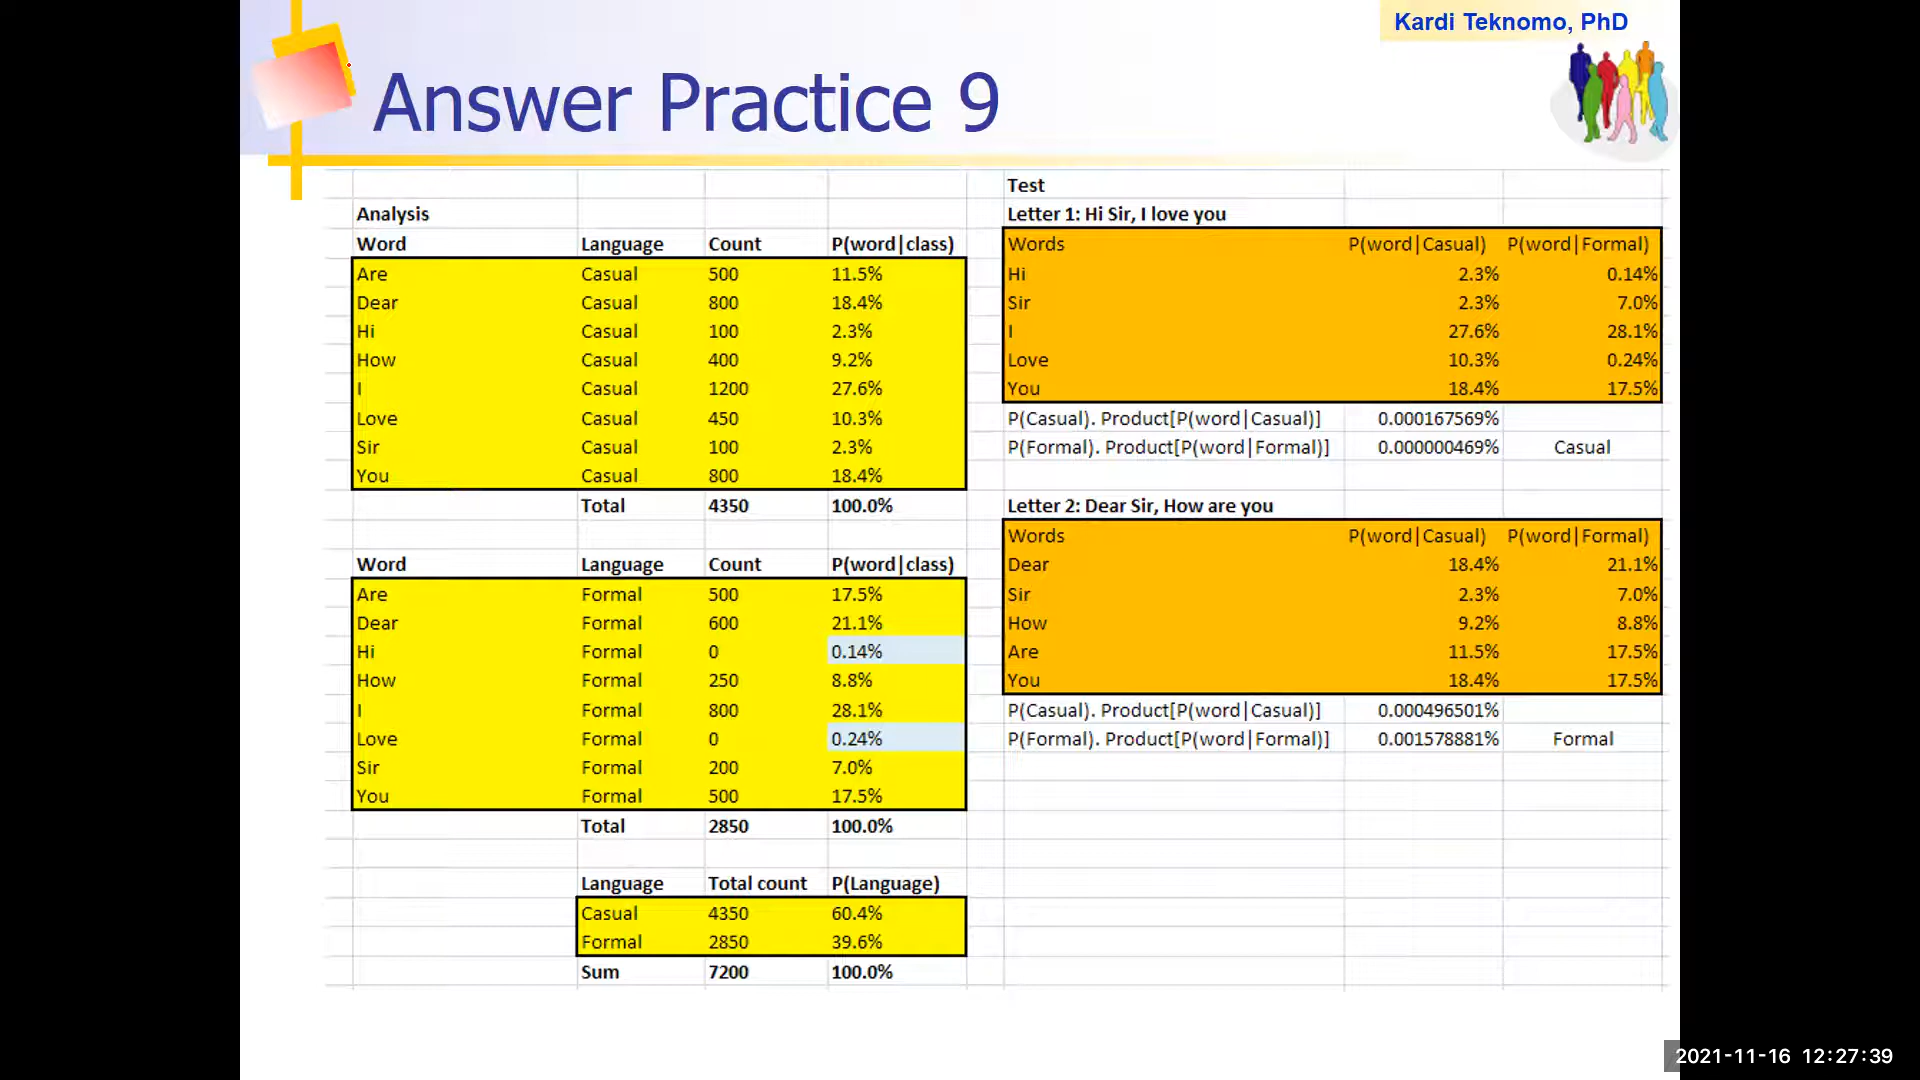 Kardi Teknomo, PhD
Answer Practice 9
Analysis
Word Language Count P(word|class)
Are Casual 500 11.5%
Dear Casual 800 18.4%
Hi Casual 100 2.3%
How Casual 400 9.2%
I Casual 1200 27.6%
Love Casual 450 10.3%
Sir Casual 100 2.3%
You Casual 800 18.4%
Total 4350 100.0%
Word Language Count P(word|class)
Are Formal 500 17.5%
Dear Formal 600 21.1%
Hi Formal 0 0.14%
How Formal 250 8.8%
I Formal 800 28.1%
Love Formal 0 0.24%
Sir Formal 200 7.0%
You Formal 500 17.5%
Total 2850 100.0%
Language Total count P(Language)
Casual 4350 60.4%
Formal 2850 39.6%
Sum 7200 100.0%
Test
Letter 1: Hi Sir, I love you
Words P(word|Casual) P(word|Formal)
Hi 2.3% 0.14%
Sir 2.3% 7.0%
I 27.6% 28.1%
Love 10.3% 0.24%
You 18.4% 17.5%
P(Casual). Product[P(word|Casual)] 0.000167569%
P(Formal). Product[P(word|Formal)] 0.000000469% Casual
Letter 2: Dear Sir, How are you
Words P(word|Casual) P(word|Formal)
Dear 18.4% 21.1%
Sir 2.3% 7.0%
How 9.2% 8.8%
Are 11.5% 17.5%
You 18.4% 17.5%
P(Casual). Product[P(word|Casual)] 0.000496501%
P(Formal). Product[P(word|Formal)] 0.001578881% Formal
2021-11-16 12:27:39